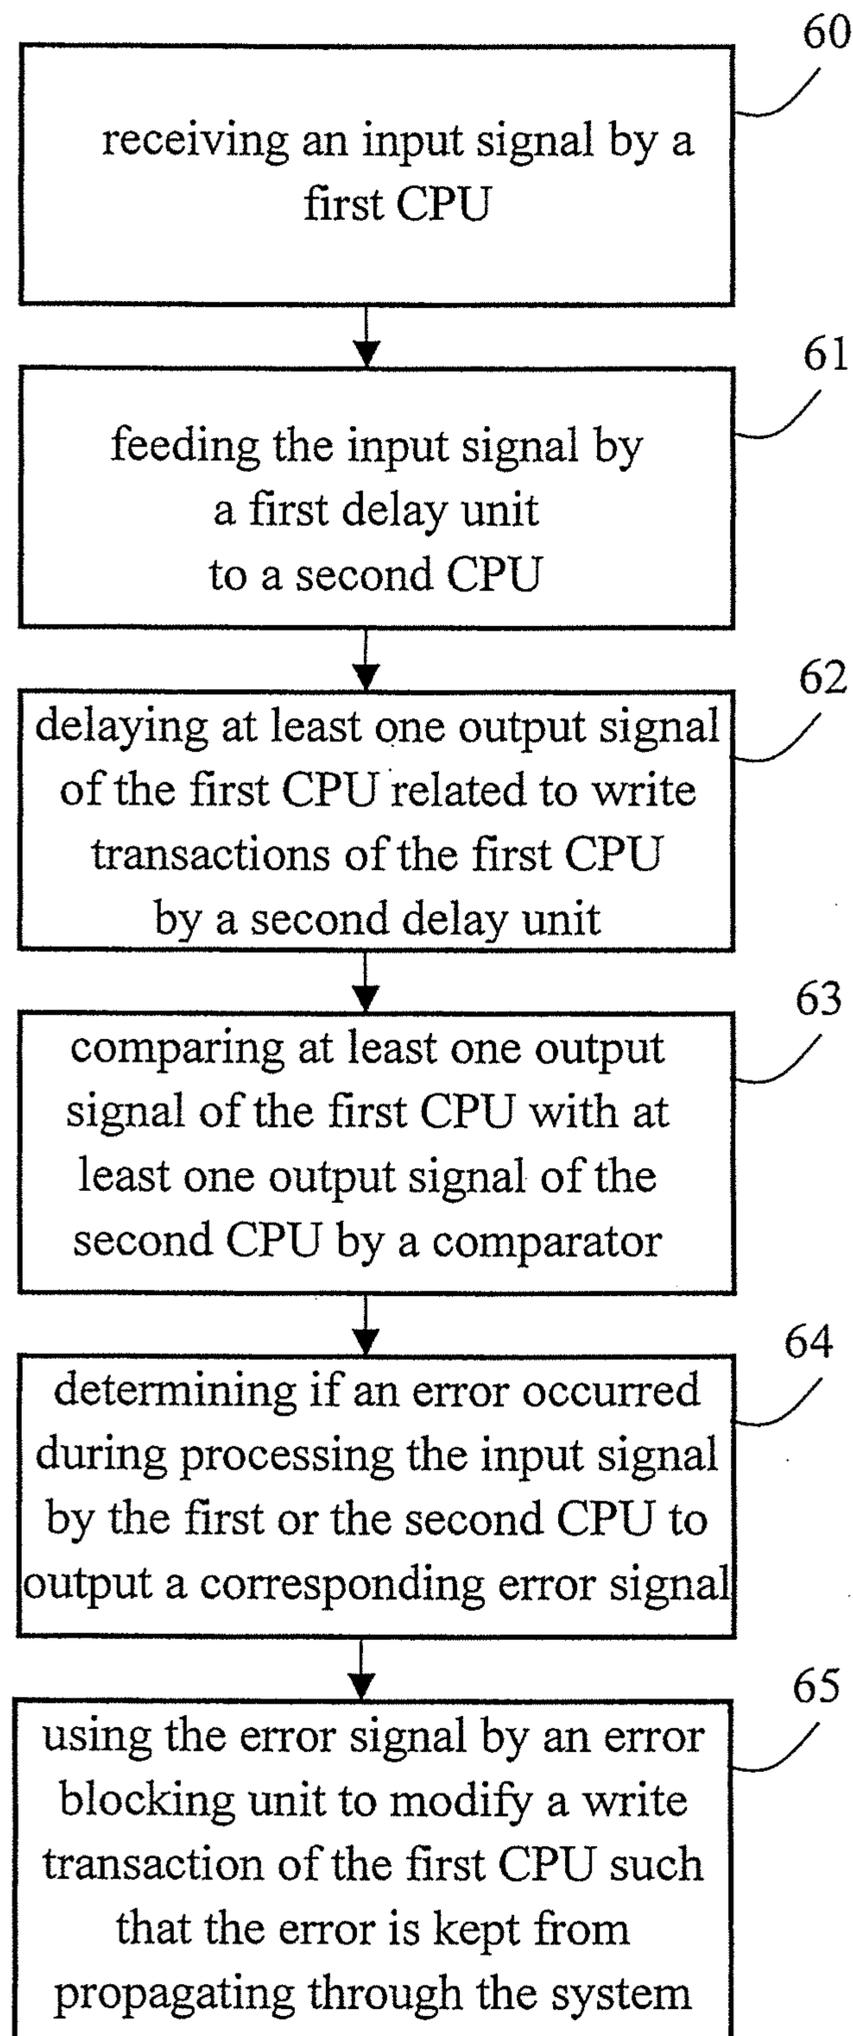 60
receiving an input signal by a
first CPU
61
feeding the input signal by
a first delay unit
to a second CPU
62
delaying at least one output signal
of the first CPU related to write
transactions of the first CPU
by a second delay unit
63
comparing at least one output
signal of the first CPU with at
least one output signal of the
second CPU by a comparator
64
determining if an error occurred
during processing the input signal
by the first or the second CPU to
output a corresponding error signal
65
using the error signal by an error
blocking unit to modify a write
transaction of the first CPU such
that the error is kept from
propagating through the system